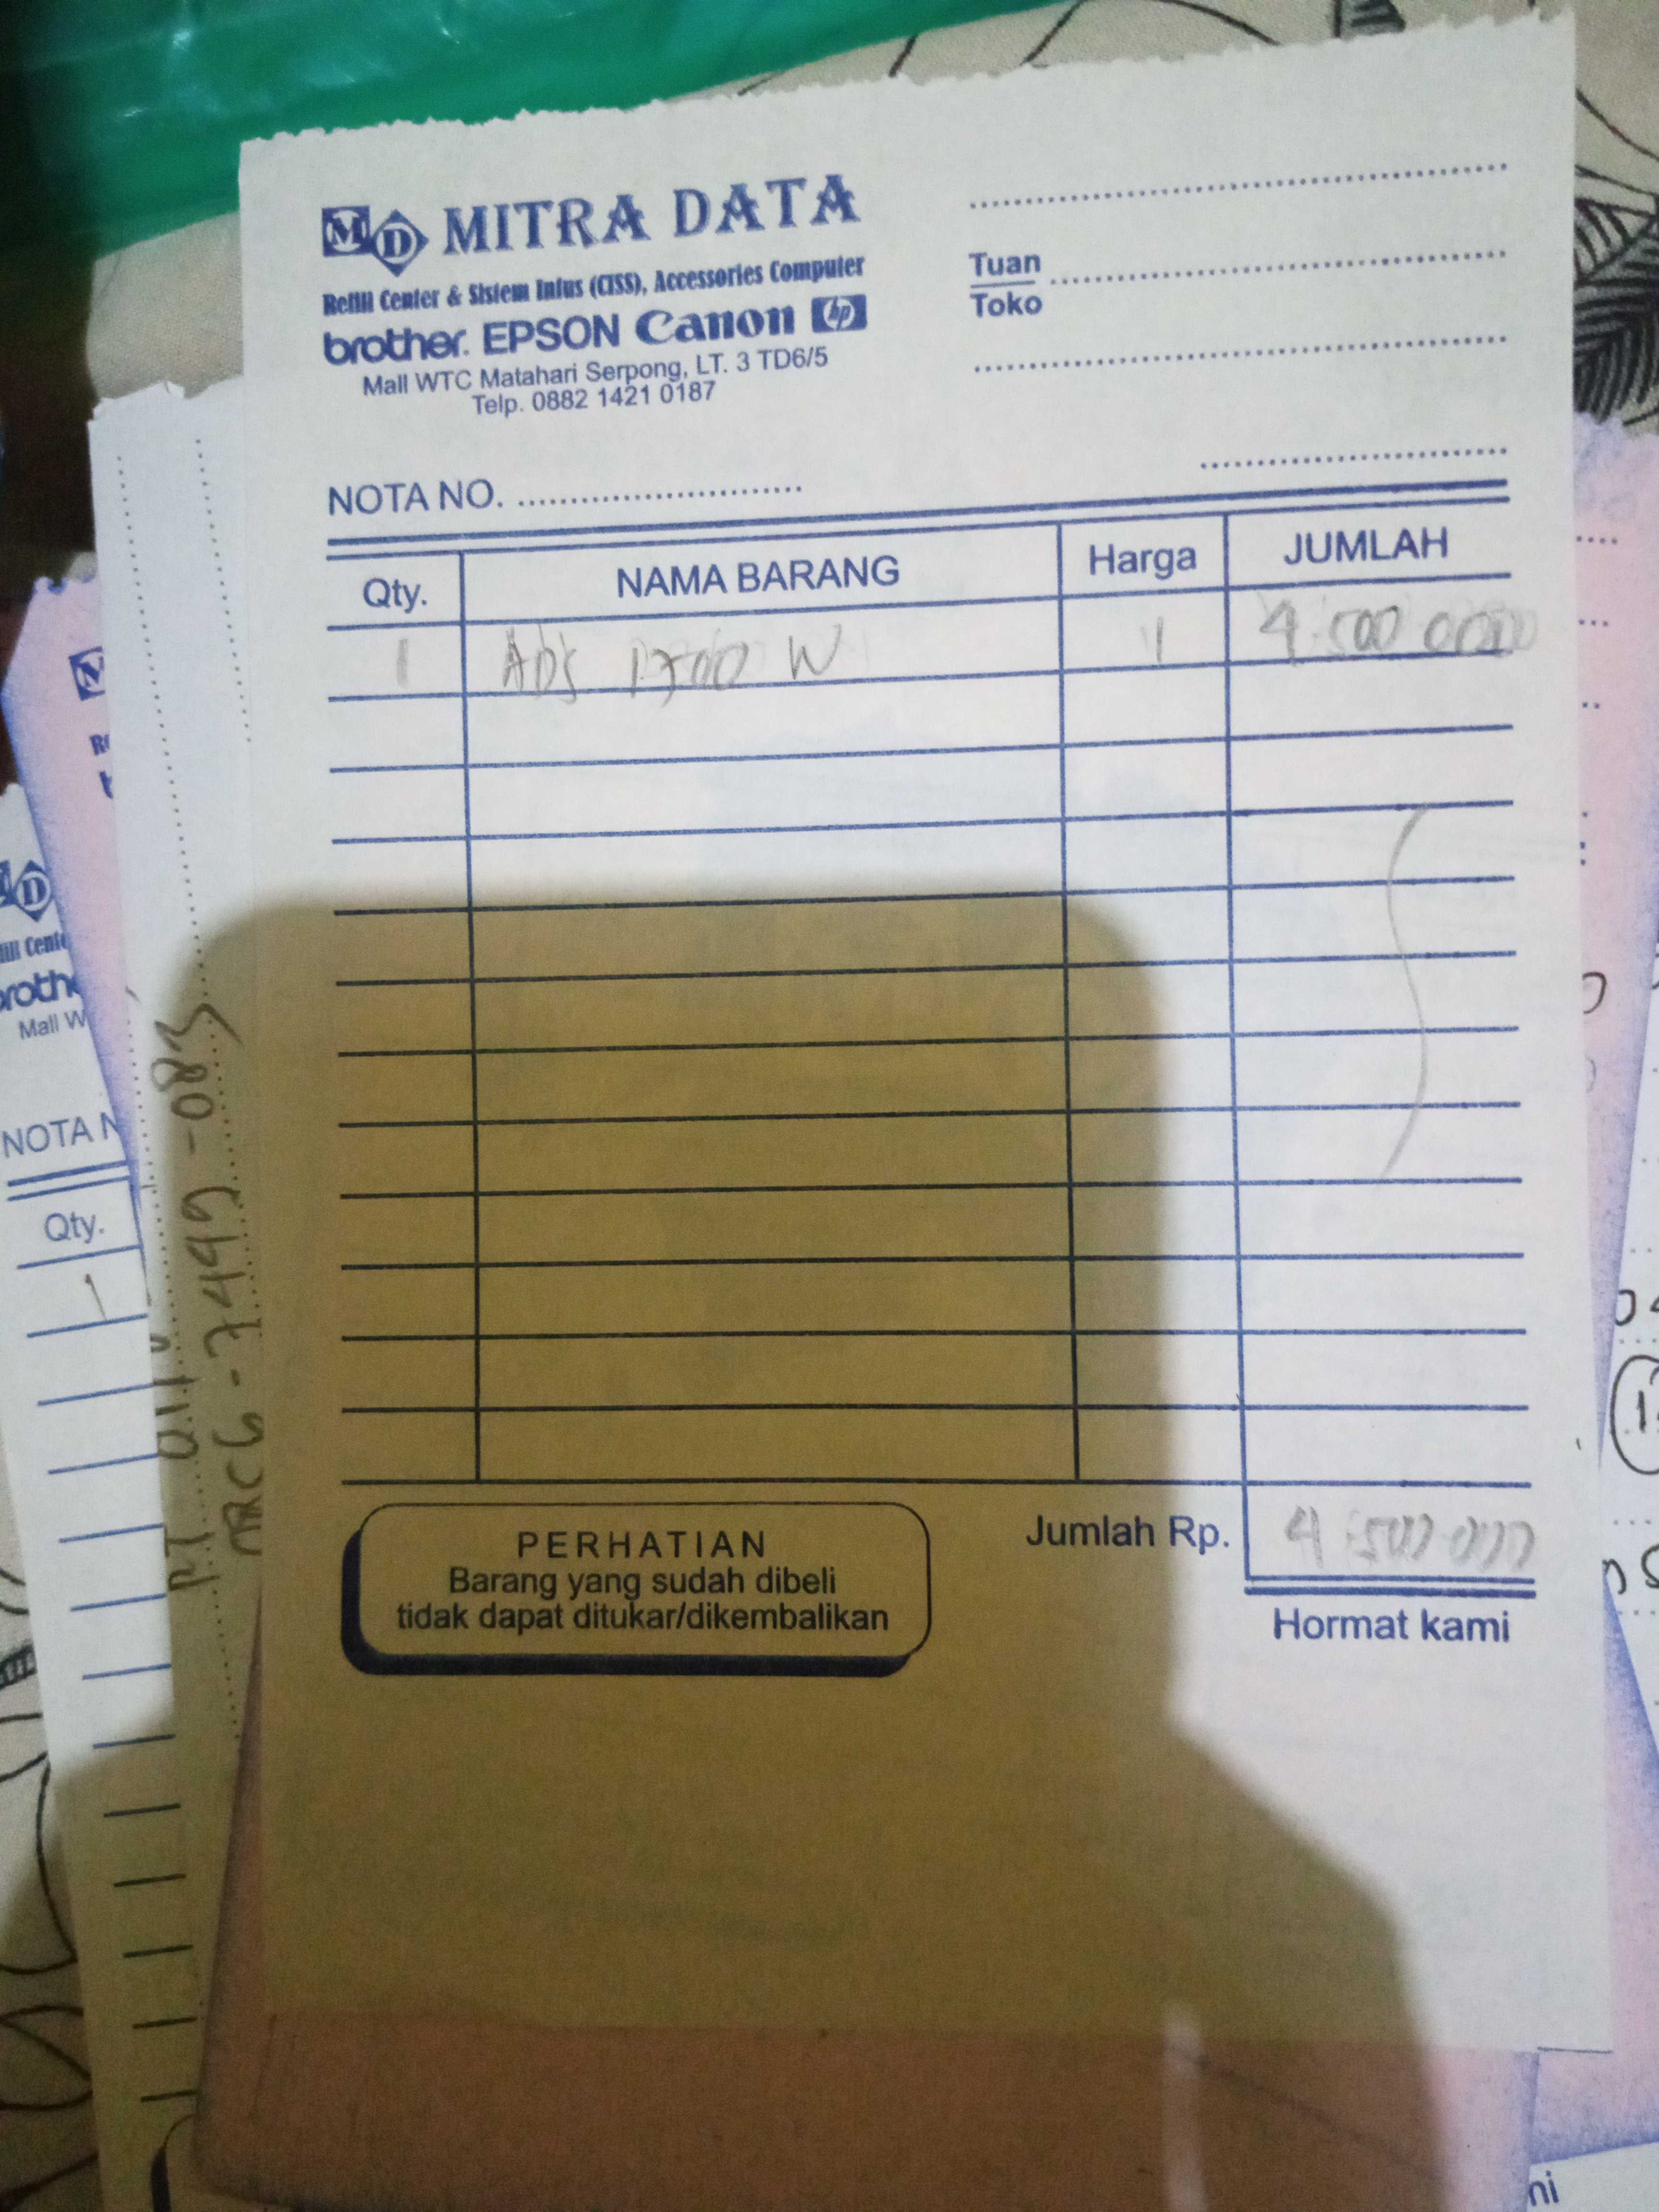 MD MITRA DATA
Refill Center & Sistem Infus (CISS), Accessories Computer
brother. EPSON Canon hp
Mall WTC Matahari Serpong, LT. 3 TD6/5
Telp. 0882 1421 0187
Tuan
Toko
NOTA NO.
Qty. NAMA BARANG Harga JUMLAH
1 ADS 1700 W 4.500 000
Jumlah Rp. 4.500 000
PERHATIAN
Barang yang sudah dibeli
tidak dapat ditukar/dikembalikan
Hormat kami
NOTA N
Qty.
1
Mall W